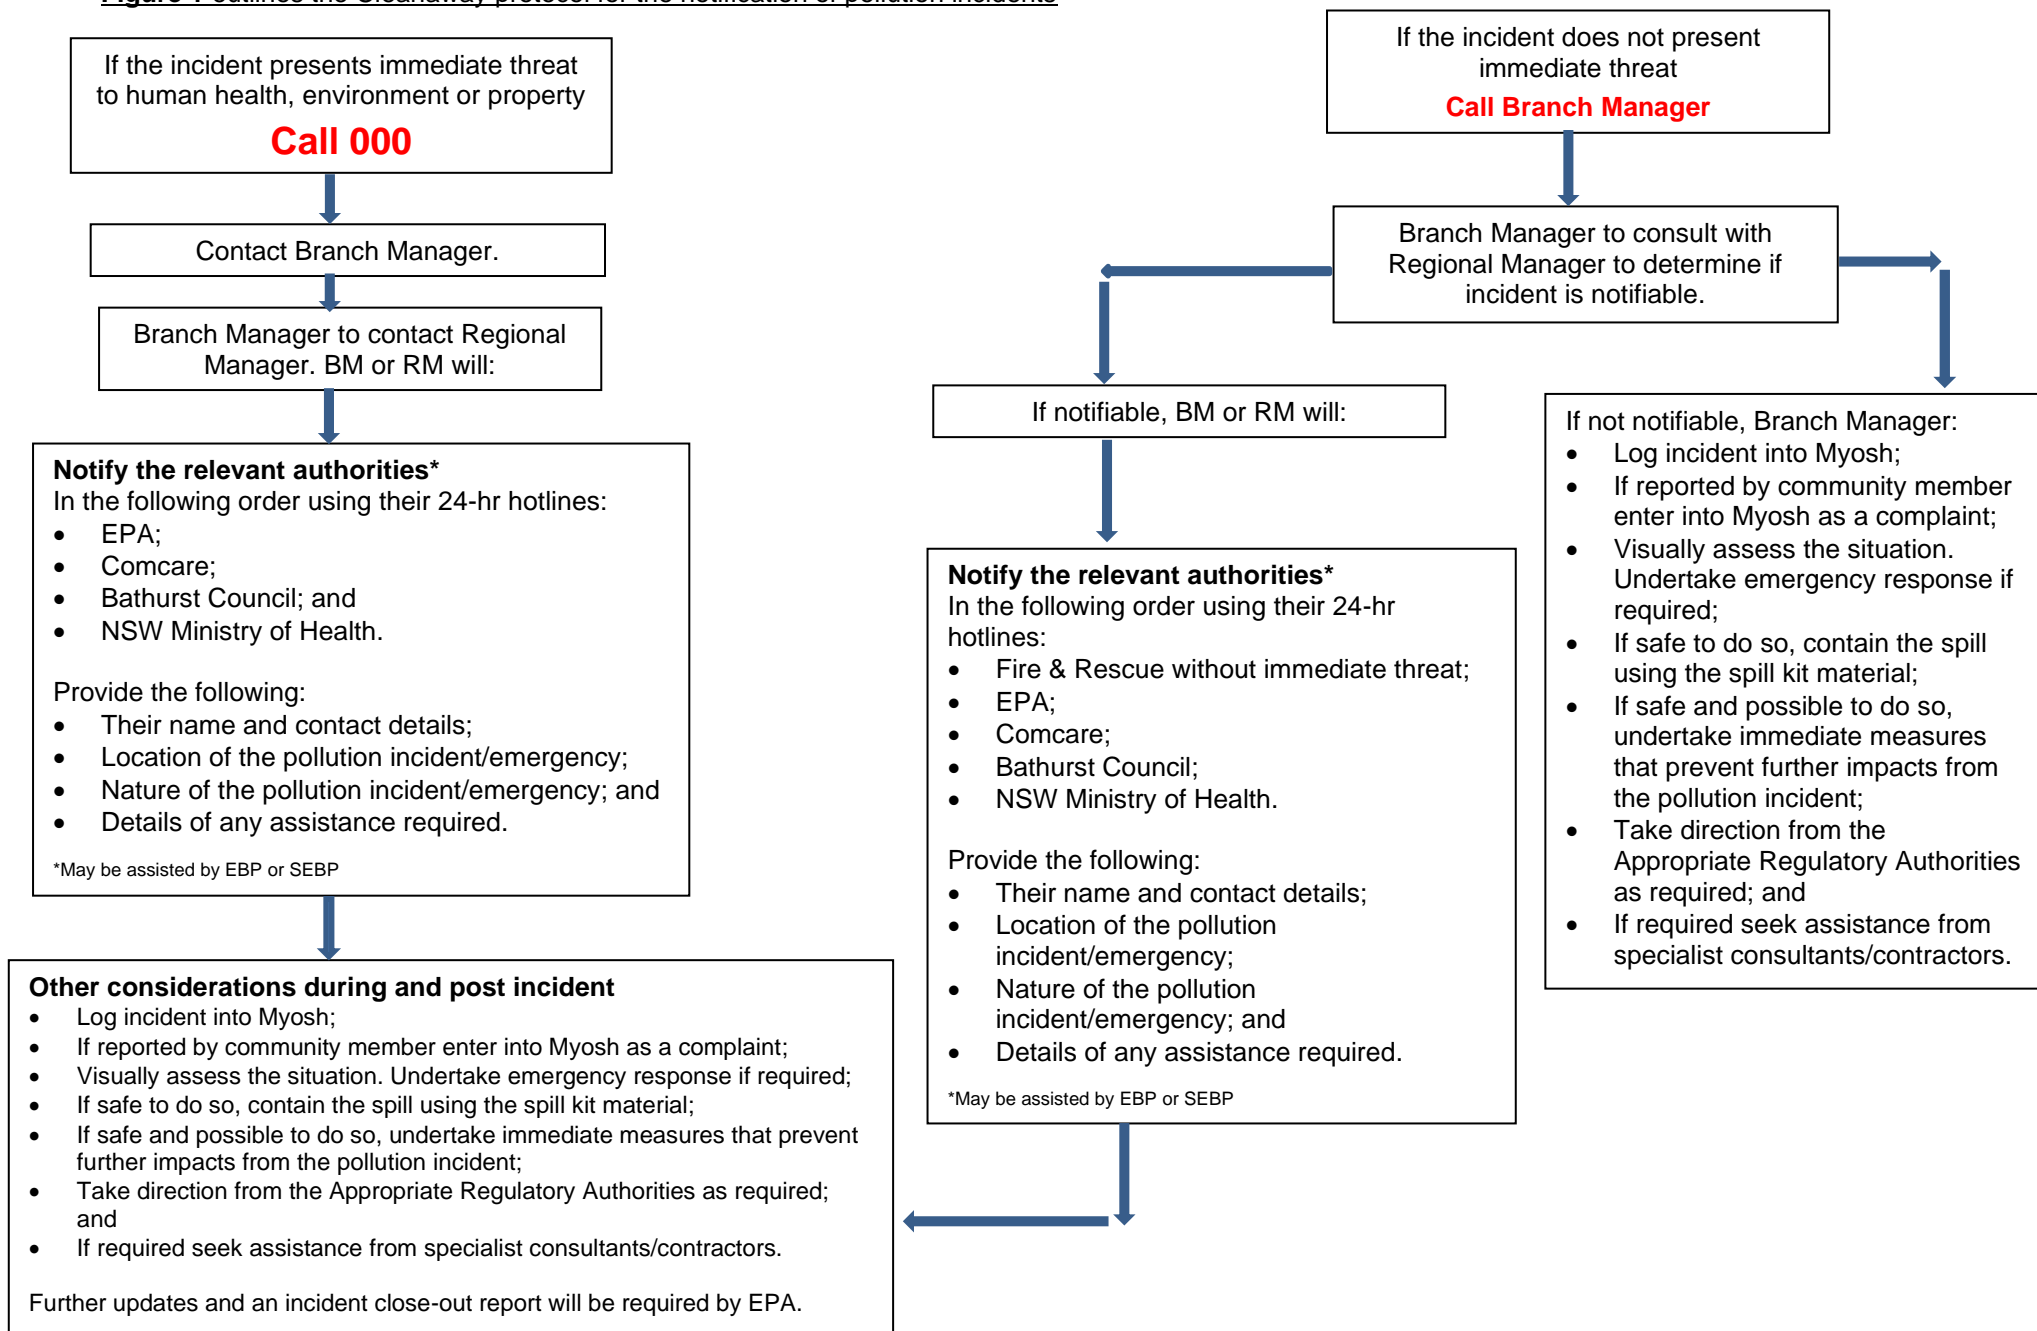 Figure 1 outlines the Cleanaway protocol for the notification of pollution incidents
If the incident presents immediate threat
to human health, environment or property
Call 000
Contact Branch Manager.
Branch Manager to contact Regional
Manager. BM or RM will:
Notify the relevant authorities*
In the following order using their 24-hr hotlines:
• EPA;
• Comcare;
• Bathurst Council; and
• NSW Ministry of Health.
Provide the following:
• Their name and contact details;
• Location of the pollution incident/emergency;
• Nature of the pollution incident/emergency; and
• Details of any assistance required.
*May be assisted by EBP or SEBP
Other considerations during and post incident
• Log incident into Myosh;
• If reported by community member enter into Myosh as a complaint;
• Visually assess the situation. Undertake emergency response if required;
• If safe to do so, contain the spill using the spill kit material;
• If safe and possible to do so, undertake immediate measures that prevent
further impacts from the pollution incident;
• Take direction from the Appropriate Regulatory Authorities as required;
and
• If required seek assistance from specialist consultants/contractors.
Further updates and an incident close-out report will be required by EPA.
If the incident does not present
immediate threat
Call Branch Manager
Branch Manager to consult with
Regional Manager to determine if
incident is notifiable.
If notifiable, BM or RM will:
Notify the relevant authorities*
In the following order using their 24-hr
hotlines:
• Fire & Rescue without immediate threat;
• EPA;
• Comcare;
• Bathurst Council;
• NSW Ministry of Health.
Provide the following:
• Their name and contact details;
• Location of the pollution
incident/emergency;
• Nature of the pollution
incident/emergency; and
• Details of any assistance required.
*May be assisted by EBP or SEBP
If not notifiable, Branch Manager:
• Log incident into Myosh;
• If reported by community member
enter into Myosh as a complaint;
• Visually assess the situation.
Undertake emergency response if
required;
• If safe to do so, contain the spill
using the spill kit material;
• If safe and possible to do so,
undertake immediate measures
that prevent further impacts from
the pollution incident;
• Take direction from the
Appropriate Regulatory Authorities
as required; and
• If required seek assistance from
specialist consultants/contractors.